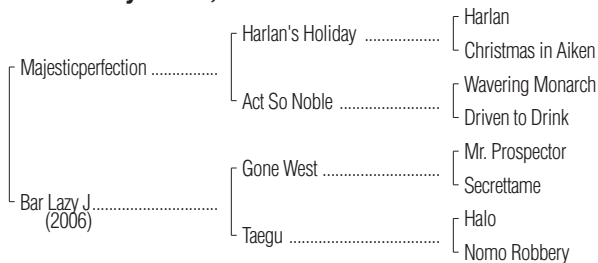 Harlan
Harlan's Holiday ..................
Christmas in Aiken
Majesticperfection ...............
Wavering Monarch
Act So Noble ......................
Driven to Drink
Mr. Prospector
Gone West ..........................
Secrettame
Bar Lazy J............................
(2006)
Halo
Taegu .................................
Nomo Robbery